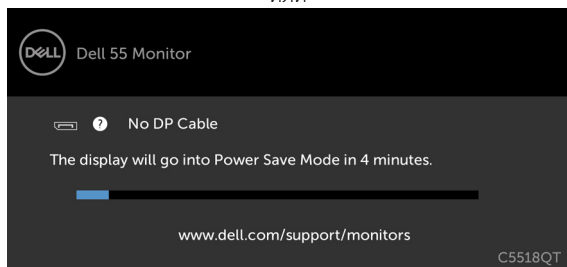 или
DELL
Dell 55 Monitor
? No DP Cable
The display will go into Power Save Mode in 4 minutes.
www.dell.com/support/monitors
C5518QT